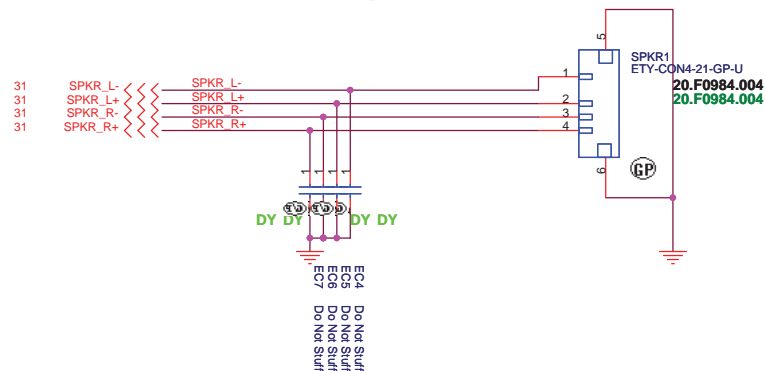 5
SPKR1
ETY-CON4-21-GP-U
31 SPKR_L- SPKR_L- 1
20.F0984.004
31 SPKR_L+ SPKR_L+ 2
20.F0984.004
31 SPKR_R- SPKR_R- 3
31 SPKR_R+ SPKR_R+ 4
6
GP
1 1 1 1
DY DY DY DY
EC4 Do Not Stuff
EC5 Do Not Stuff
EC6 Do Not Stuff
EC7 Do Not Stuff